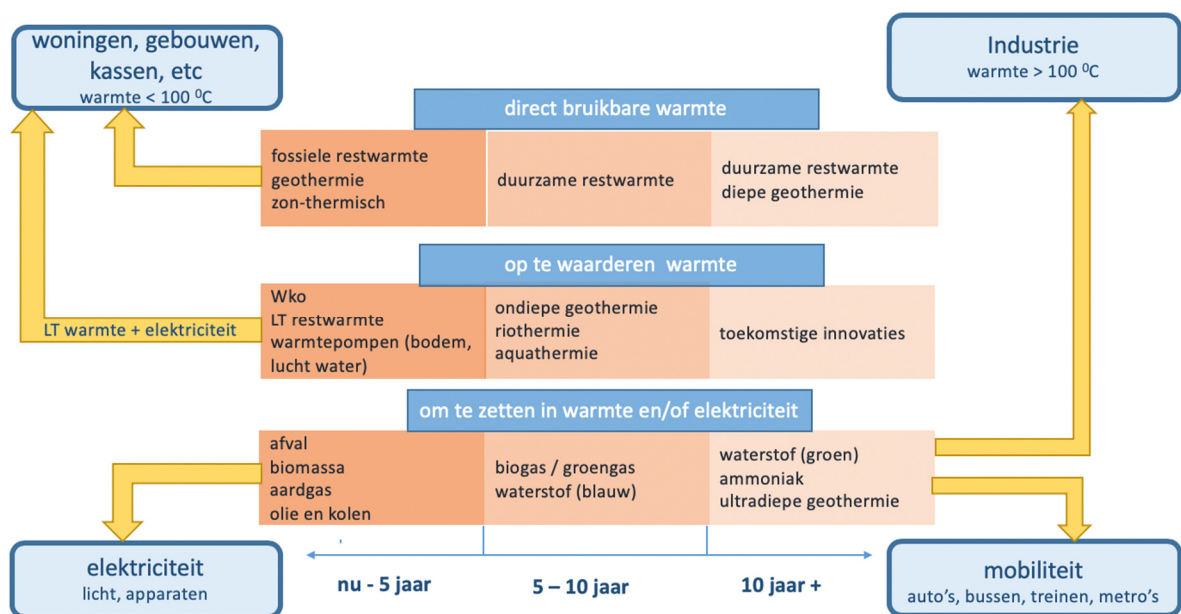 woningen, gebouwen,
kassen, etc
warmte < 100 ⁰C
Industrie
warmte > 100 ⁰C
direct bruikbare warmte
fossiele restwarmte
geothermie
zon-thermisch
duurzame restwarmte
duurzame restwarmte
diepe geothermie
op te waarderen warmte
LT warmte + elektriciteit
Wko
LT restwarmte
warmtepompen (bodem,
lucht water)
ondiepe geothermie
riothermie
aquathermie
toekomstige innovaties
om te zetten in warmte en/of elektriciteit
afval
biomassa
aardgas
olie en kolen
biogas / groengas
waterstof (blauw)
waterstof (groen)
ammoniak
ultradiepe geothermie
elektriciteit
licht, apparaten
nu - 5 jaar
5 – 10 jaar
10 jaar +
mobiliteit
auto's, bussen, treinen, metro's